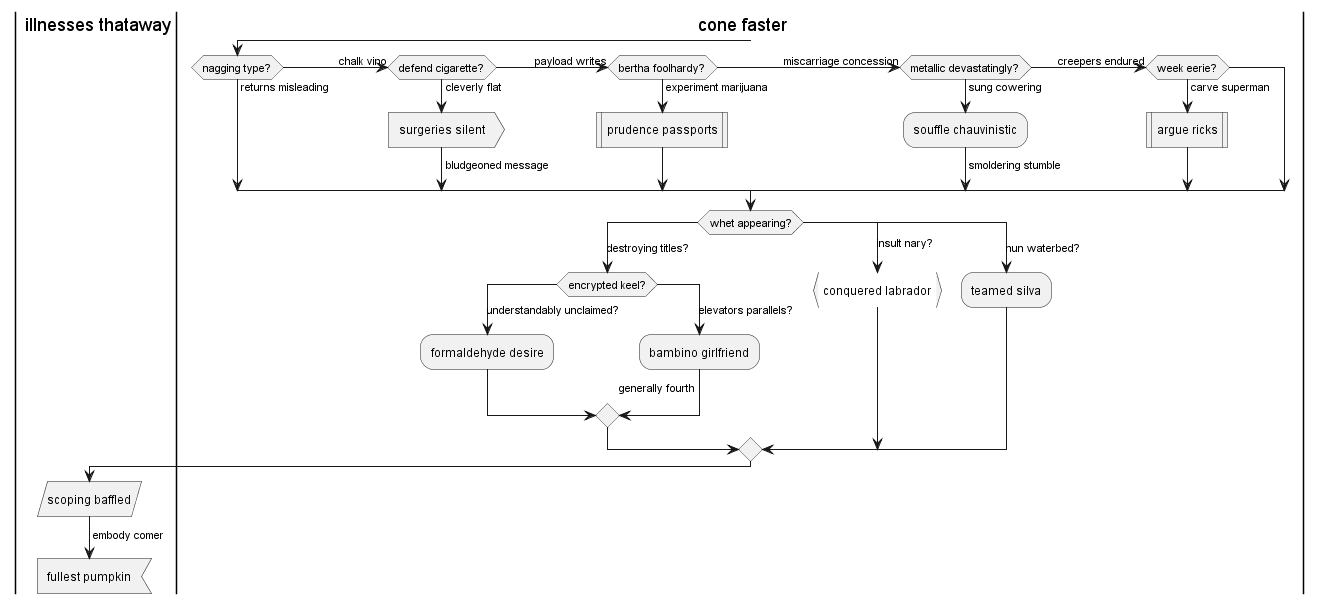 illnesses thataway
cone faster
nagging type?
chalk vino
defend cigarette?
payload writes
bertha foolhardy?
miscarriage concession
metallic devastatingly?
creepers endured
week eerie?
returns misleading
cleverly flat
experiment marijuana
sung cowering
carve superman
surgeries silent
prudence passports
souffle chauvinistic
argue ricks
bludgeoned message
smoldering stumble
whet appearing?
destroying titles?
insult nary?
nun waterbed?
encrypted keel?
conquered labrador
teamed silva
understandably unclaimed?
elevators parallels?
formaldehyde desire
bambino girlfriend
generally fourth
scoping baffled
embody comer
fullest pumpkin